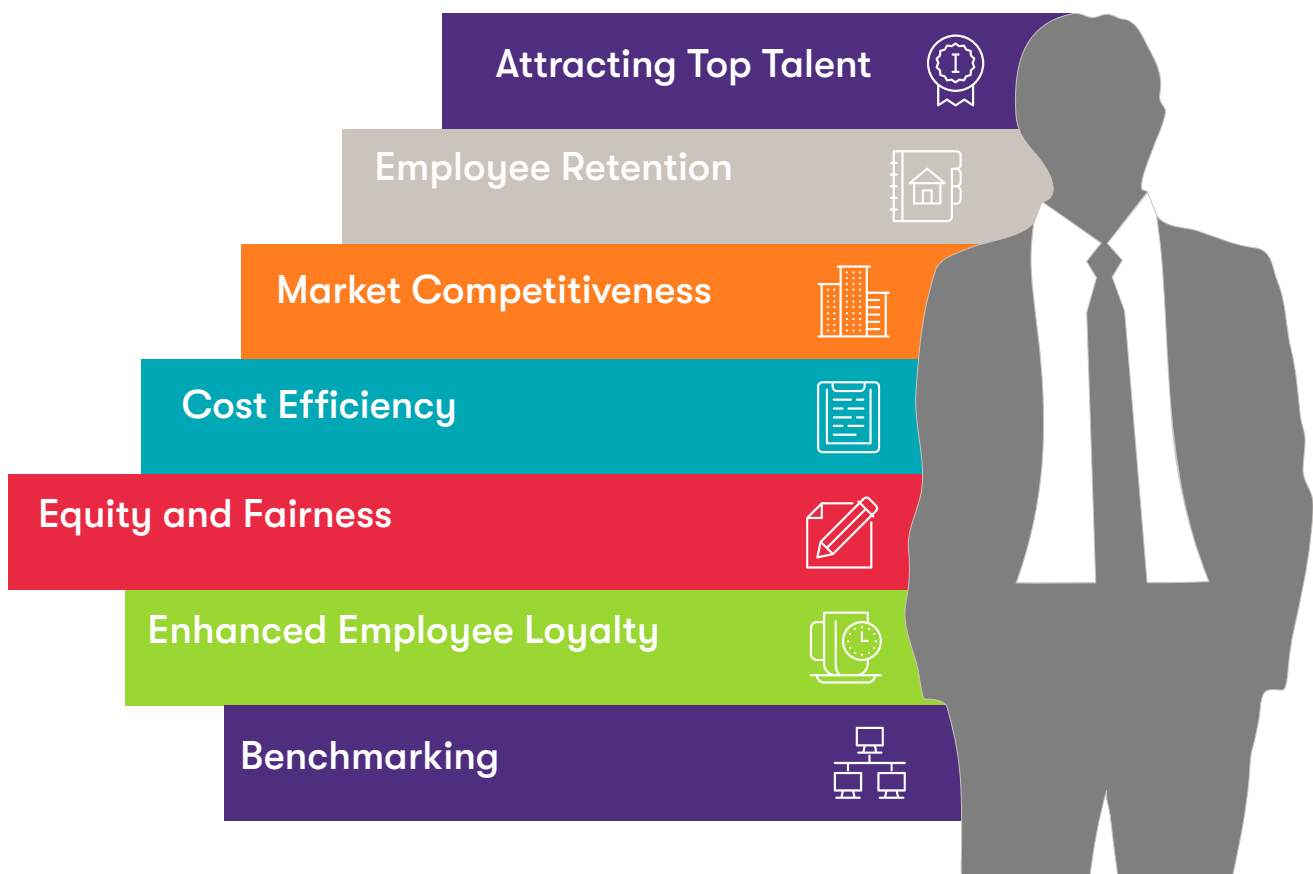 Attracting Top Talent
Employee Retention
Market Competitiveness
Cost Efficiency
Equity and Fairness
Enhanced Employee Loyalty
Benchmarking